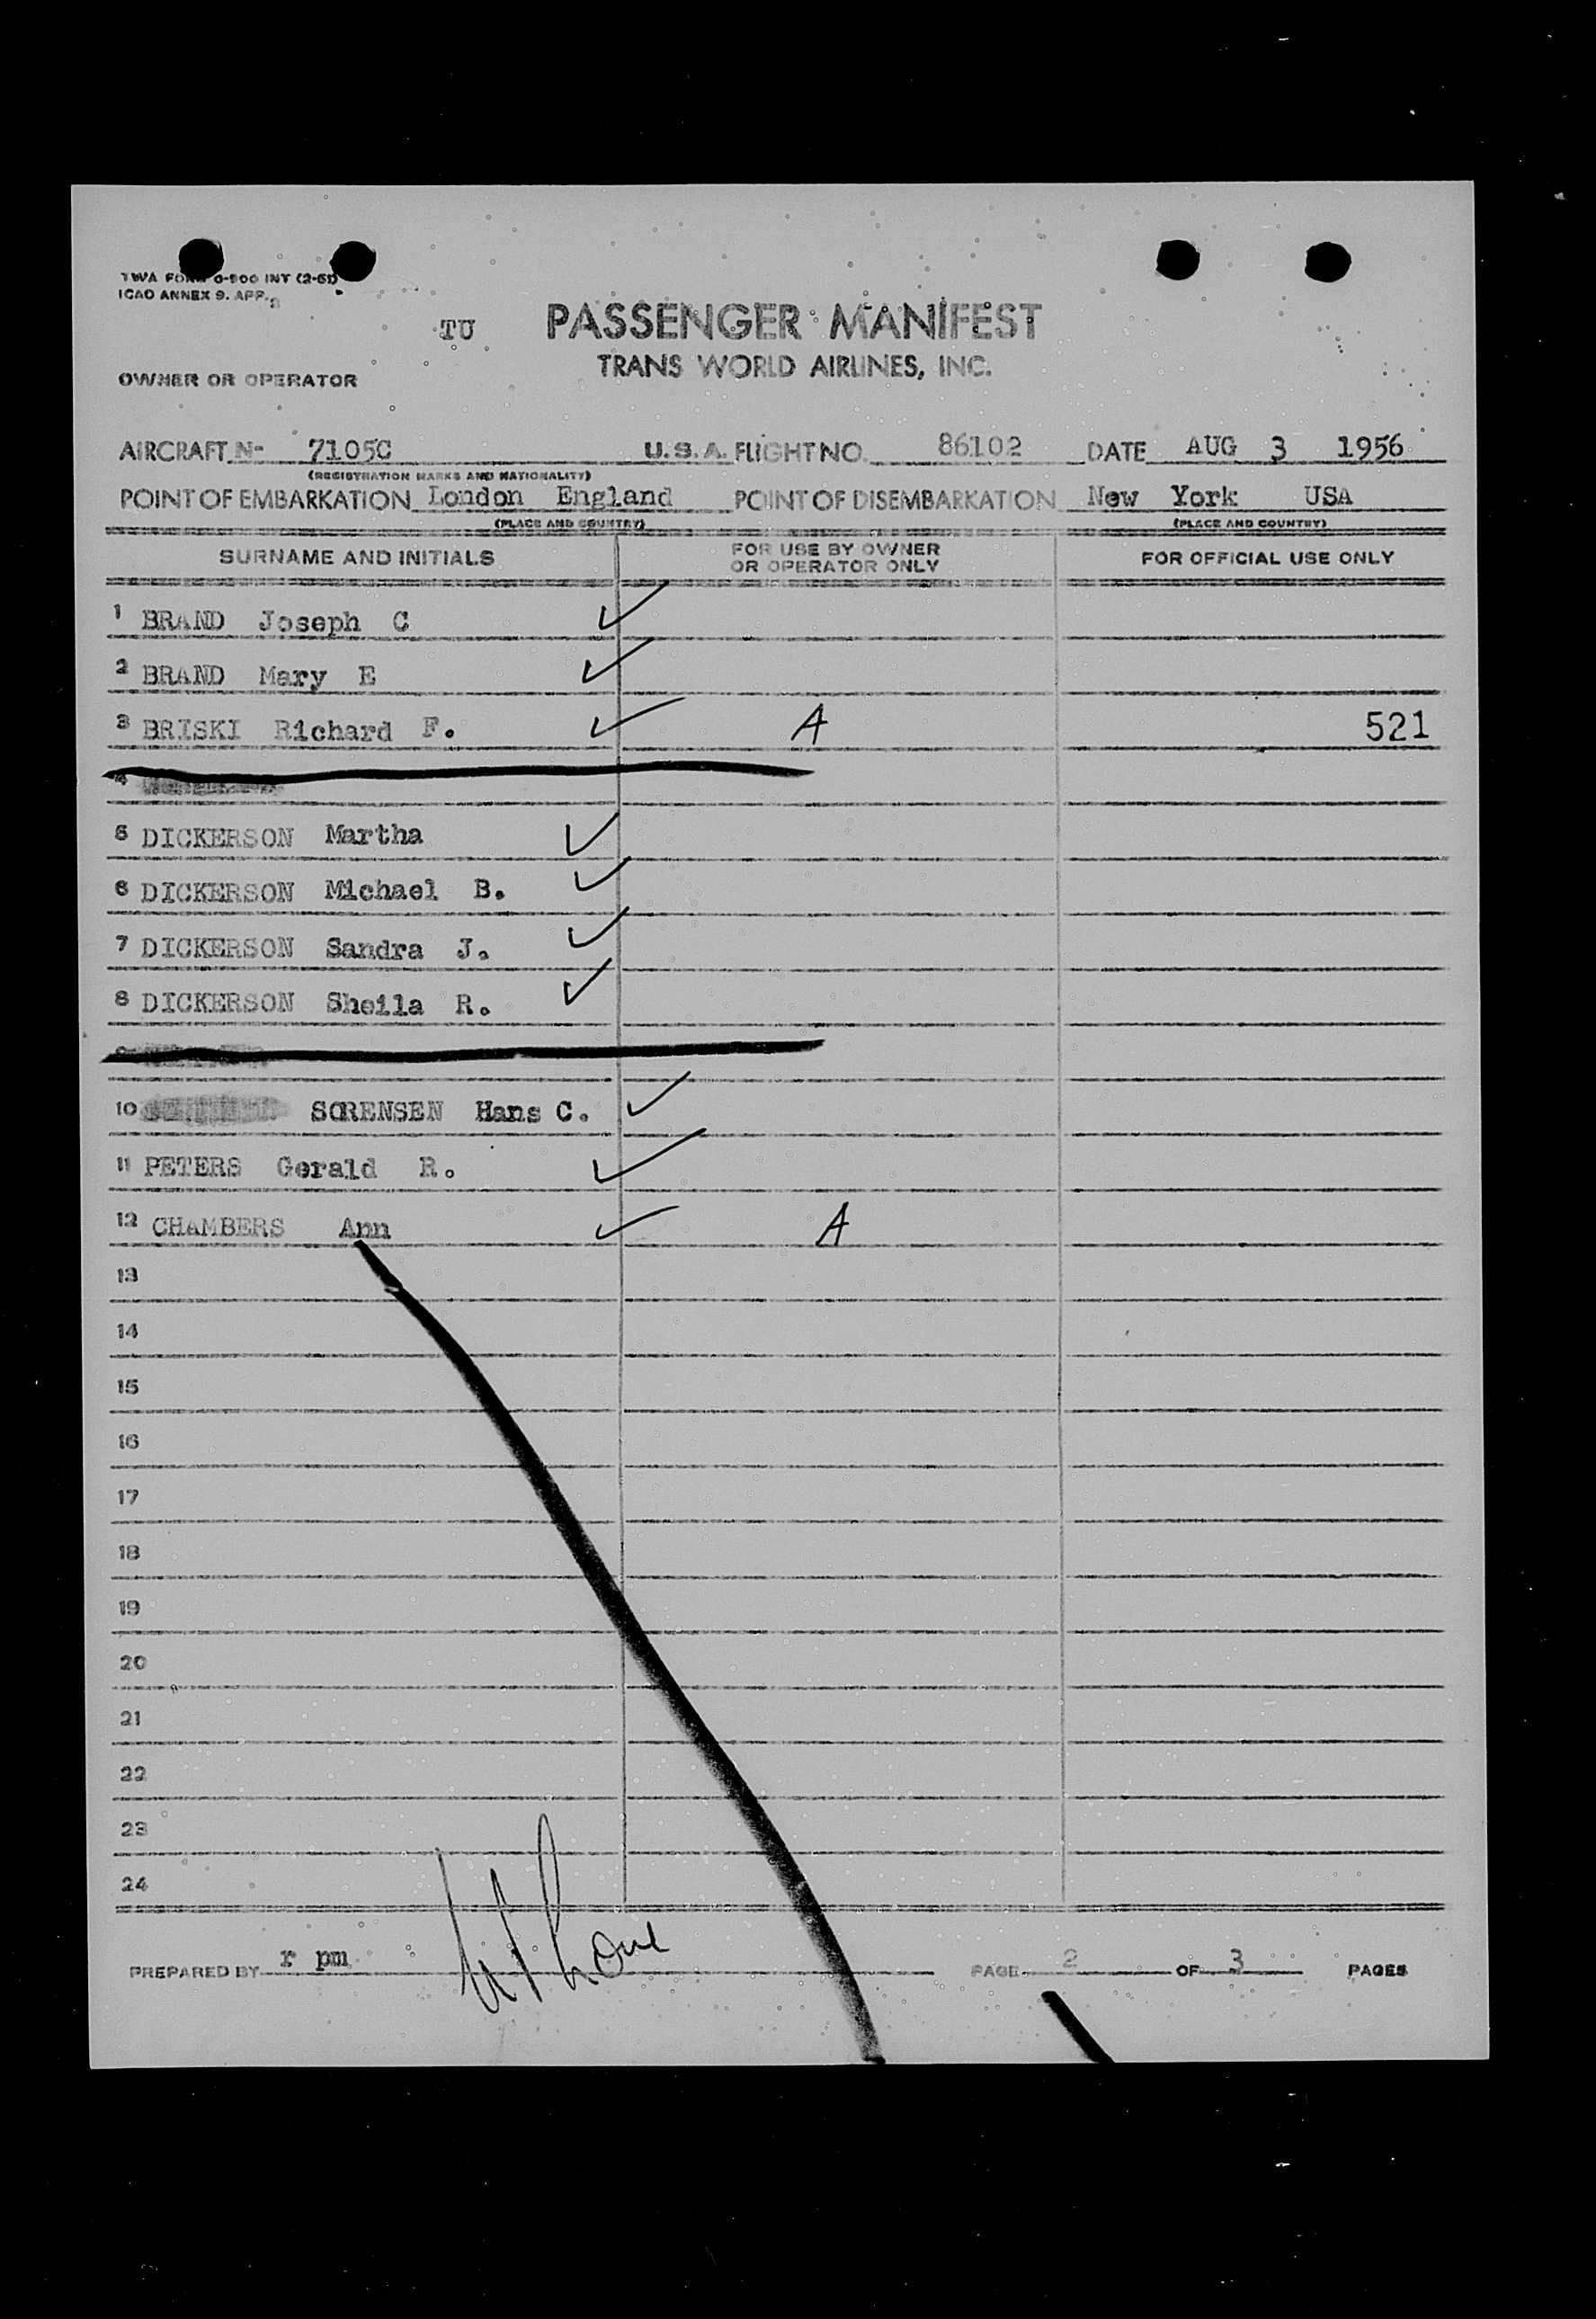 TWA FORM 0-900 INT (2-51)
ICAO ANNEX 9. APP. 3
TU PASSENGER MANIFEST
TRANS WORLD AIRLINES, INC.
OWNER OR OPERATOR
AIRCRAFT N- 7105C U.S.A. FLIGHT NO. 86102 DATE AUG 3 1956
(REGISTRATION MARKS AND NATIONALITY)
POINT OF EMBARKATION London England POINT OF DISEMBARKATION New York USA
(PLACE AND COUNTRY) (PLACE AND COUNTRY)
SURNAME AND INITIALS FOR USE BY OWNER OR OPERATOR ONLY FOR OFFICIAL USE ONLY
1 BRAND Joseph C ✓
2 BRAND Mary E ✓
3 BRISKI Richard F. ✓ A 521
4
5 DICKERSON Martha ✓
6 DICKERSON Michael B. ✓
7 DICKERSON Sandra J. ✓
8 DICKERSON Sheila R. ✓
9
10 SORENSEN Hans C. ✓
11 PETERS Gerald R. ✓
12 CHAMBERS Ann ✓ A
13
14
15
16
17
18
19
20
21
22
23
24
PREPARED BY r pm PAGE 2 OF 3 PAGES